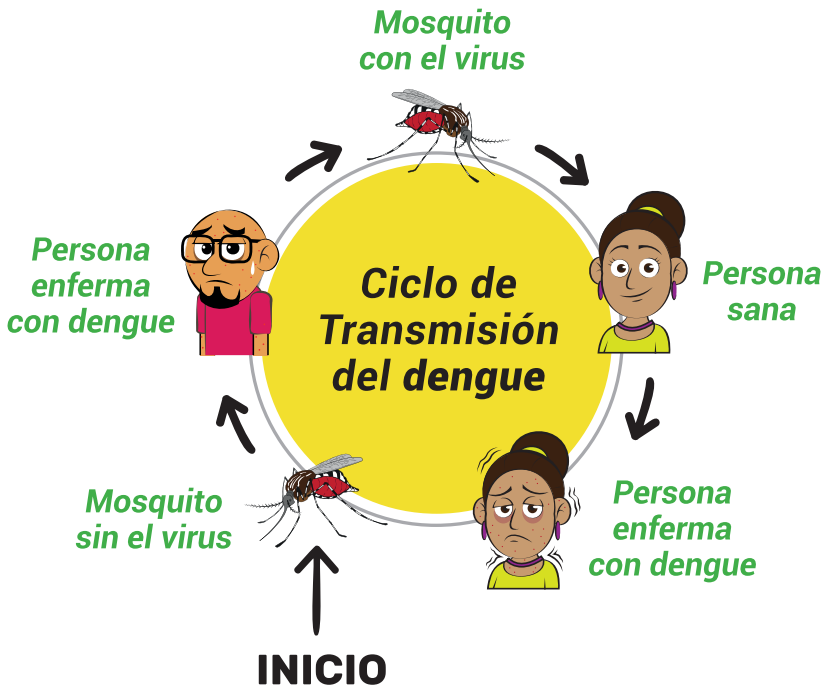 Mosquito
con el virus
Persona
enferma
con dengue
Persona
sana
Ciclo de
Transmisión
del dengue
Mosquito
sin el virus
Persona
enferma
con dengue
INICIO